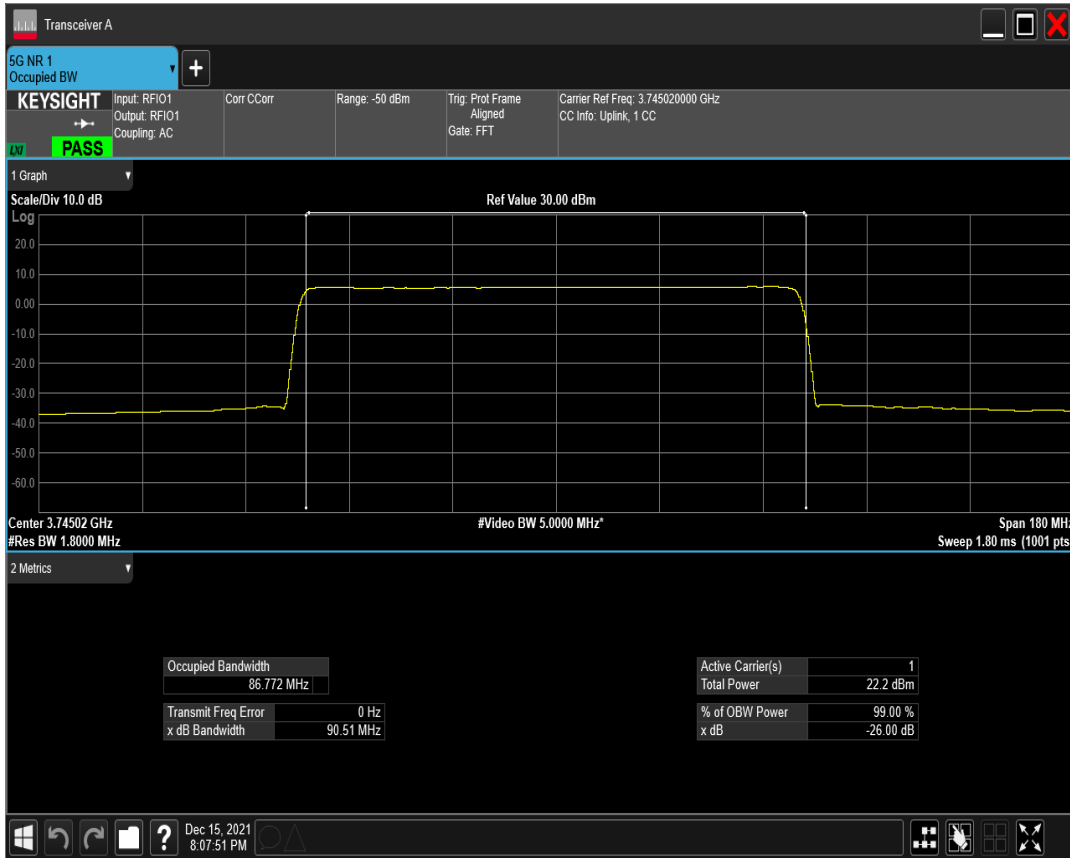 Transceiver A
5G NR 1
Occupied BW
KEYSIGHT
LXI
PASS
Input: RFIO1
Output: RFIO1
Coupling: AC
Corr CCorr
Range: -50 dBm
Trig: Prot Frame
Aligned
Gate: FFT
Carrier Ref Freq: 3.745020000 GHz
CC Info: Uplink, 1 CC
1 Graph
Scale/Div 10.0 dB
Ref Value 30.00 dBm
Log
20.0
10.0
0.00
-10.0
-20.0
-30.0
-40.0
-50.0
-60.0
Center 3.74502 GHz
#Video BW 5.0000 MHz*
Span 180 MHz
#Res BW 1.8000 MHz
Sweep 1.80 ms (1001 pts
2 Metrics
Occupied Bandwidth
86.772 MHz
Transmit Freq Error 0 Hz
x dB Bandwidth 90.51 MHz
Active Carrier(s) 1
Total Power 22.2 dBm
% of OBW Power 99.00 %
x dB -26.00 dB
?
Dec 15, 2021
8:07:51 PM